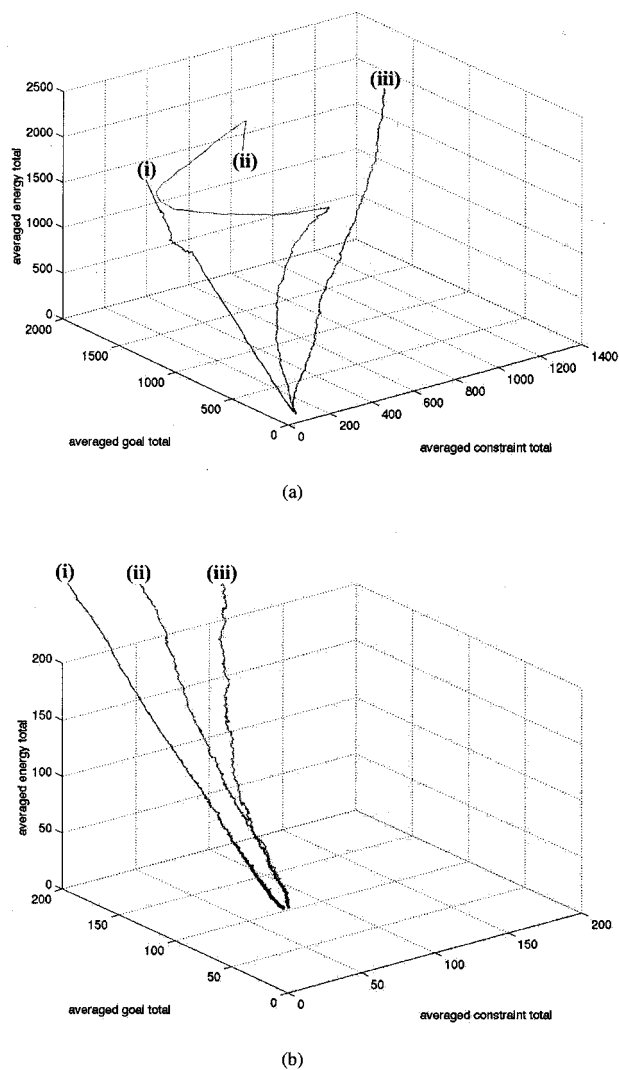 (iii)
2500
2000
(ii)
(i)
1500
averaged energy total
1000
500
0
2000
1500
1000
500
0
0
200
400
600
800
1000
1200
1400
averaged goal total
averaged constraint total
(a)
(i)
(ii)
(iii)
200
150
averaged energy total
100
50
0
200
150
100
50
0
0
50
100
150
200
averaged goal total
averaged constraint total
(b)